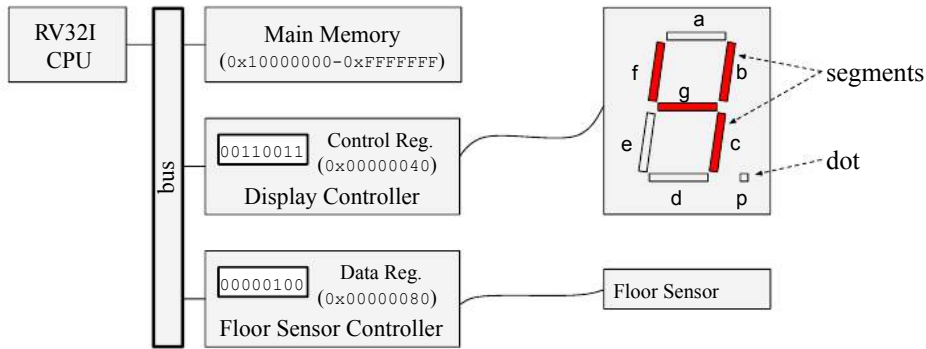 RV32I
CPU
bus
Main Memory
(0x10000000-0xFFFFFFFF)
00110011
Control Reg.
(0x00000040)
Display Controller
00000100
Data Reg.
(0x00000080)
Floor Sensor Controller
a
f
b
g
e
c
d
p
segments
dot
Floor Sensor